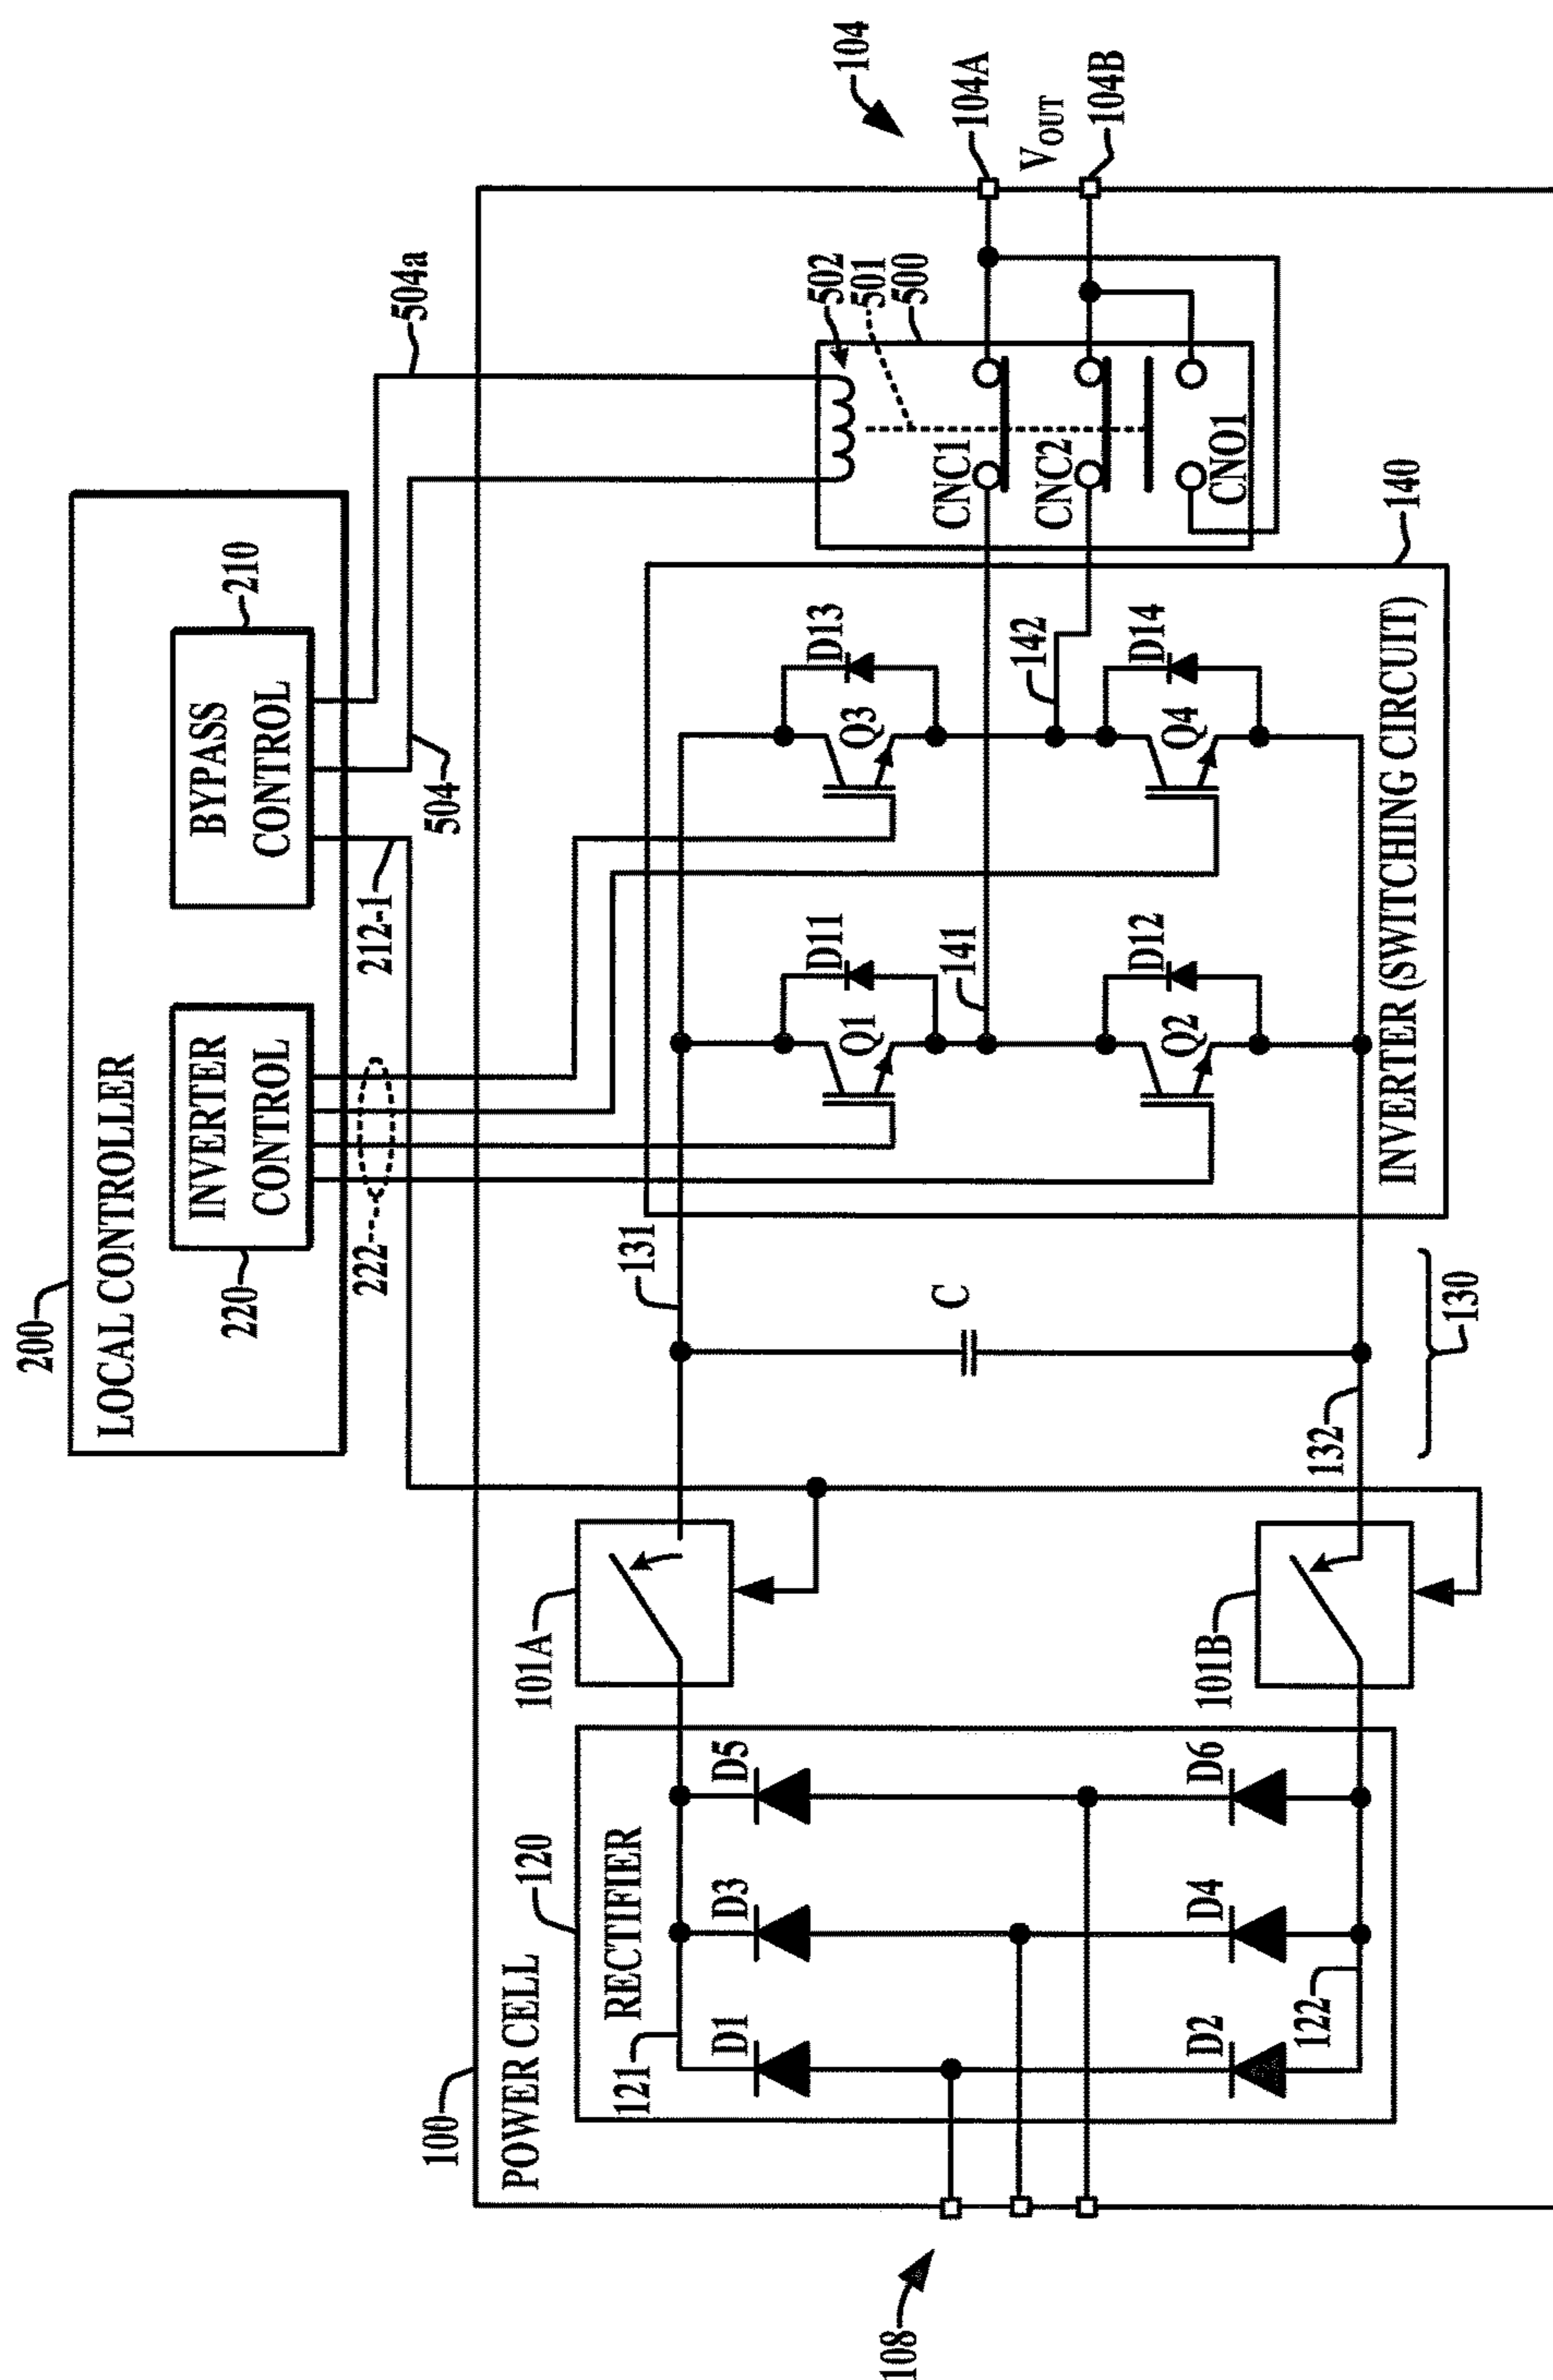 200
LOCAL CONTROLLER
220
INVERTER
CONTROL
BYPASS
CONTROL
210
222
212-1
504
504a
100
POWER CELL
120
RECTIFIER
121
D1
D3
D5
D2
D4
D6
122
108
101A
101B
131
C
132
130
Q1
D11
141
Q2
D12
Q3
D13
142
Q4
D14
INVERTER (SWITCHING CIRCUIT)
140
CNC1
CNC2
CNO1
502
501
500
104
104A
VOUT
104B